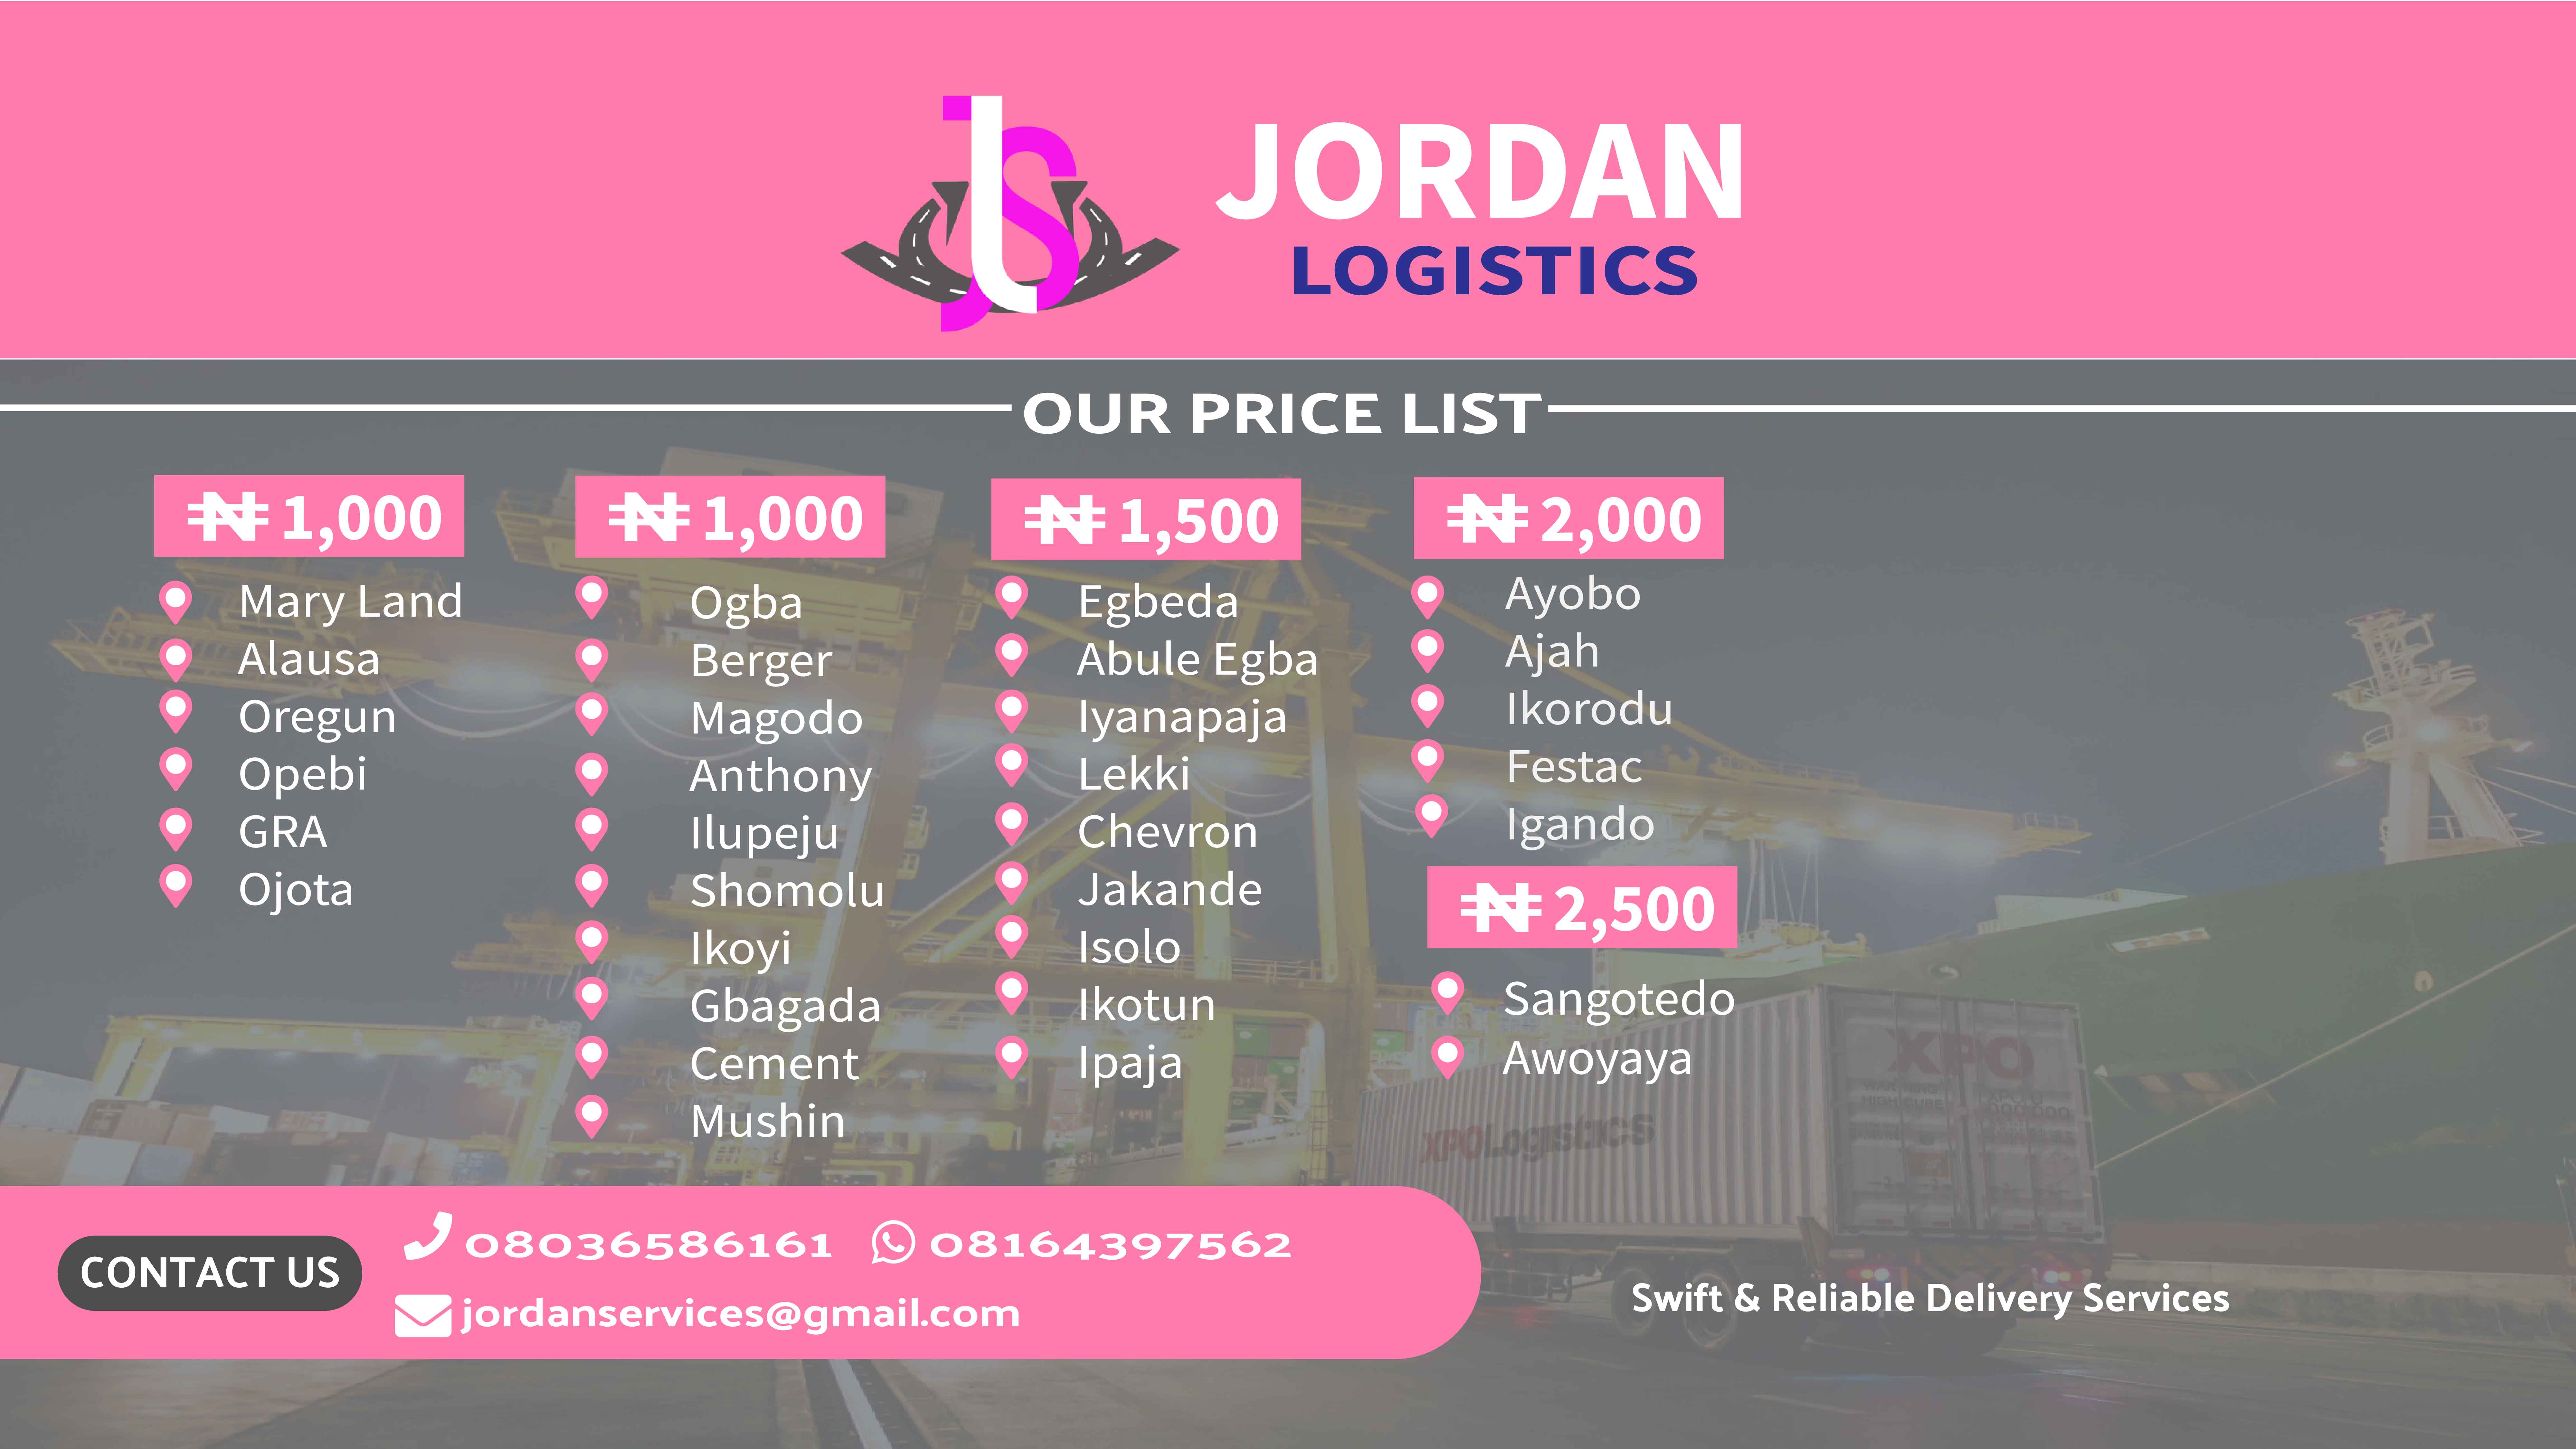 JORDAN
LOGISTICS
OUR PRICE LIST
₦ 1,000
Mary Land
Alausa
Oregun
Opebi
GRA
Ojota
₦ 1,000
Ogba
Berger
Magodo
Anthony
Ilupeju
Shomolu
Ikoyi
Gbagada
Cement
Mushin
₦ 1,500
Egbeda
Abule Egba
Iyanapaja
Lekki
Chevron
Jakande
Isolo
Ikotun
Ipaja
₦ 2,000
Ayobo
Ajah
Ikorodu
Festac
Igando
₦ 2,500
Sangotedo
Awoyaya
XPO
XPOLogistics
CONTACT US
08036586161
08164397562
jordanservices@gmail.com
Swift & Reliable Delivery Services